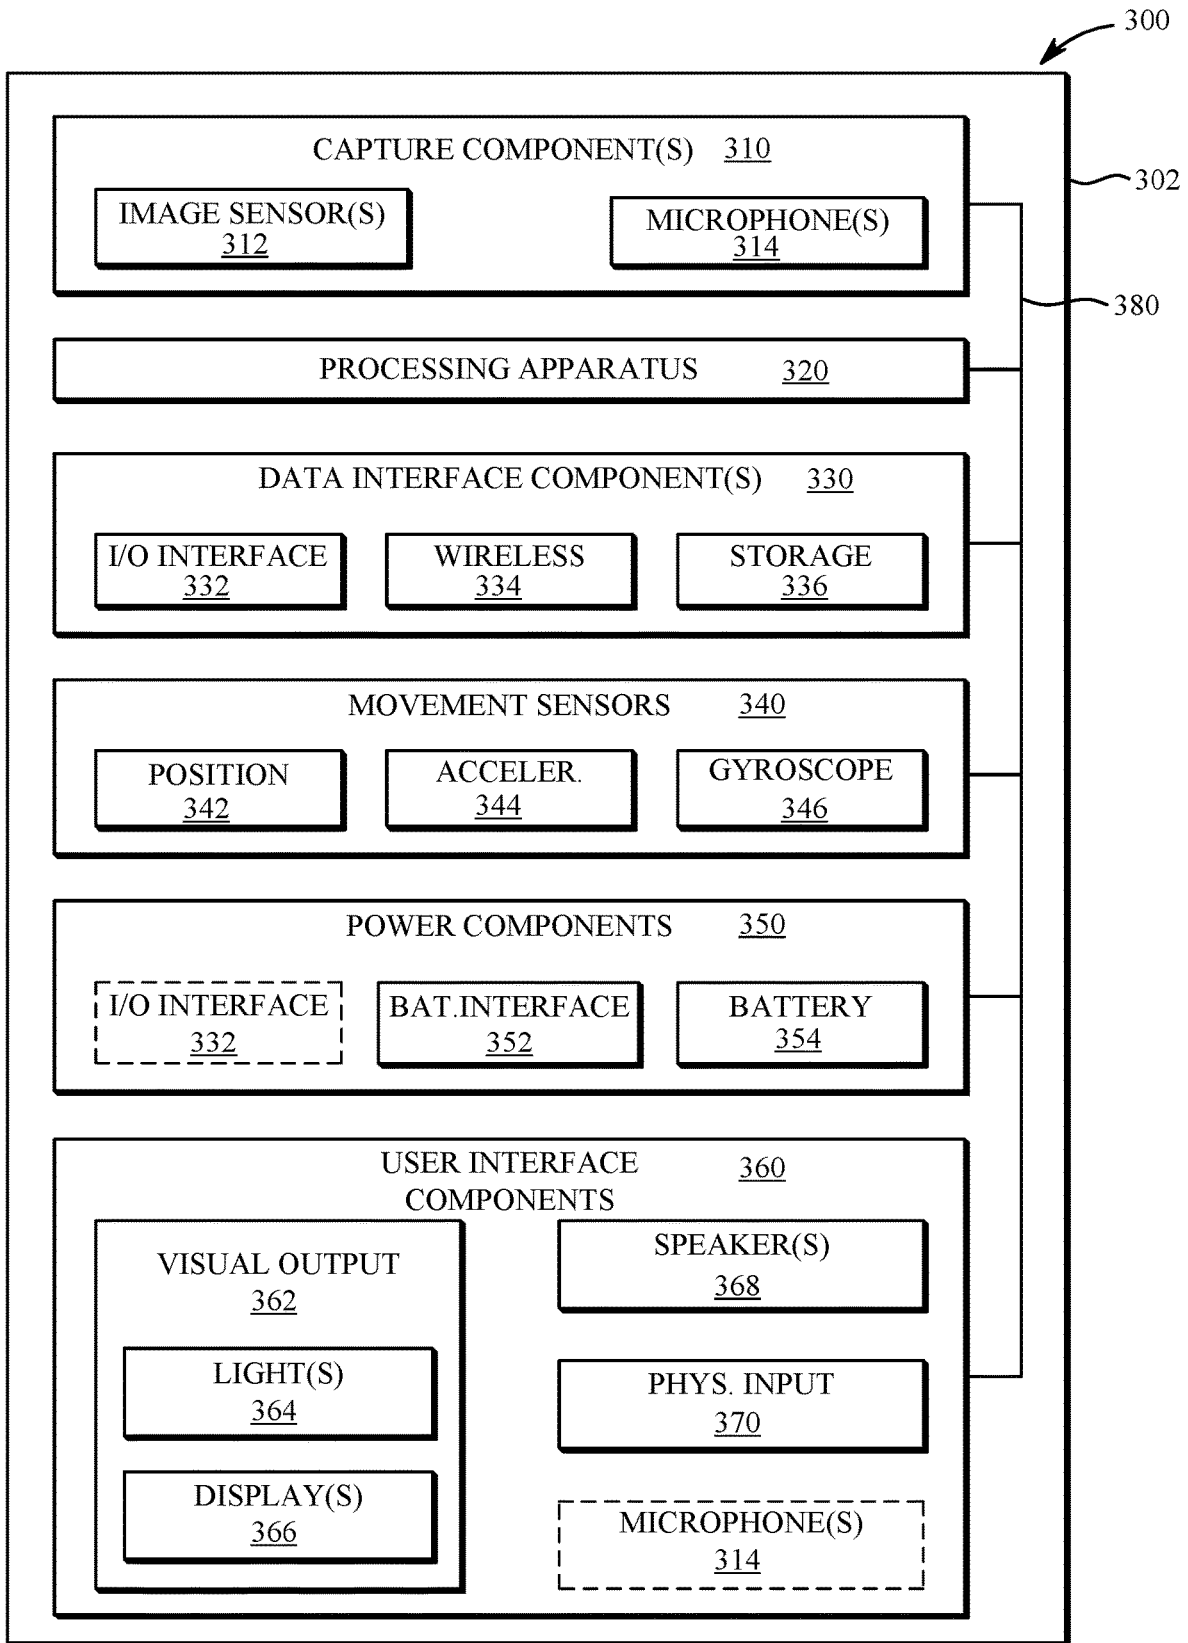 300
CAPTURE COMPONENT(S) 310
302
IMAGE SENSOR(S)
312
MICROPHONE(S)
314
380
PROCESSING APPARATUS 320
DATA INTERFACE COMPONENT(S) 330
I/O INTERFACE
332
WIRELESS
334
STORAGE
336
MOVEMENT SENSORS 340
POSITION
342
ACCELER.
344
GYROSCOPE
346
POWER COMPONENTS 350
I/O INTERFACE
332
BAT.INTERFACE
352
BATTERY
354
USER INTERFACE 360
COMPONENTS
VISUAL OUTPUT
362
LIGHT(S)
364
DISPLAY(S)
366
SPEAKER(S)
368
PHYS. INPUT
370
MICROPHONE(S)
314